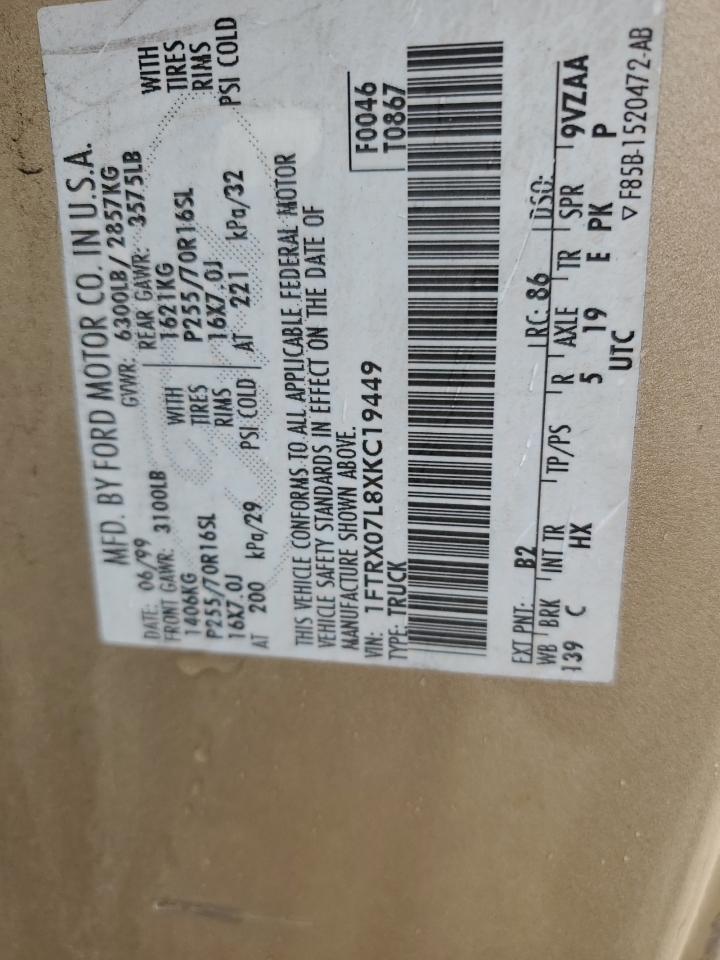 MFD. BY FORD MOTOR CO. IN U.S.A.
DATE: 06/99 GVWR: 6300LB/ 2857KG
FRONT GAWR: 3100LB REAR GAWR: 3575LB
1406KG WITH 1621KG WITH
P255/70R16SL TIRES P255/70R16SL TIRES
16X7.0J RIMS 16X7.0J RIMS
AT 200 kPa/29 PSI COLD AT 221 kPa/32 PSI COLD
THIS VEHICLE CONFORMS TO ALL APPLICABLE FEDERAL MOTOR
VEHICLE SAFETY STANDARDS IN EFFECT ON THE DATE OF
MANUFACTURE SHOWN ABOVE.
VIN: 1FTRX07L8XKC19449 F0046
TYPE: TRUCK T0867
EXT PNT: B2 RC: 86 DSO:
WB BRK INT TR TP/PS R AXLE TR SPR 9VZAA
139 C HX 5 19 E PK P
UTC ▽ F85B-1520472-AB